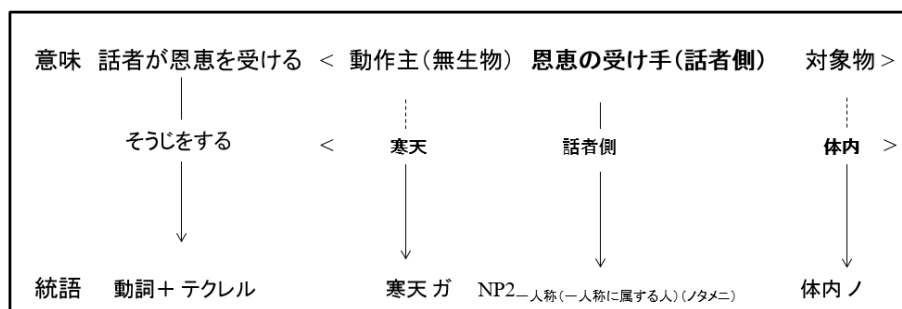 意味 話者が恩恵を受ける < 動作主(無生物) 恩恵の受け手(話者側) 対象物 >
そうじをする < 寒天 話者側 体内 >
統語 動詞+テクレル 寒天 ガ NP2一人称(一人称に属する人)(ノタメニ) 体内 ノ